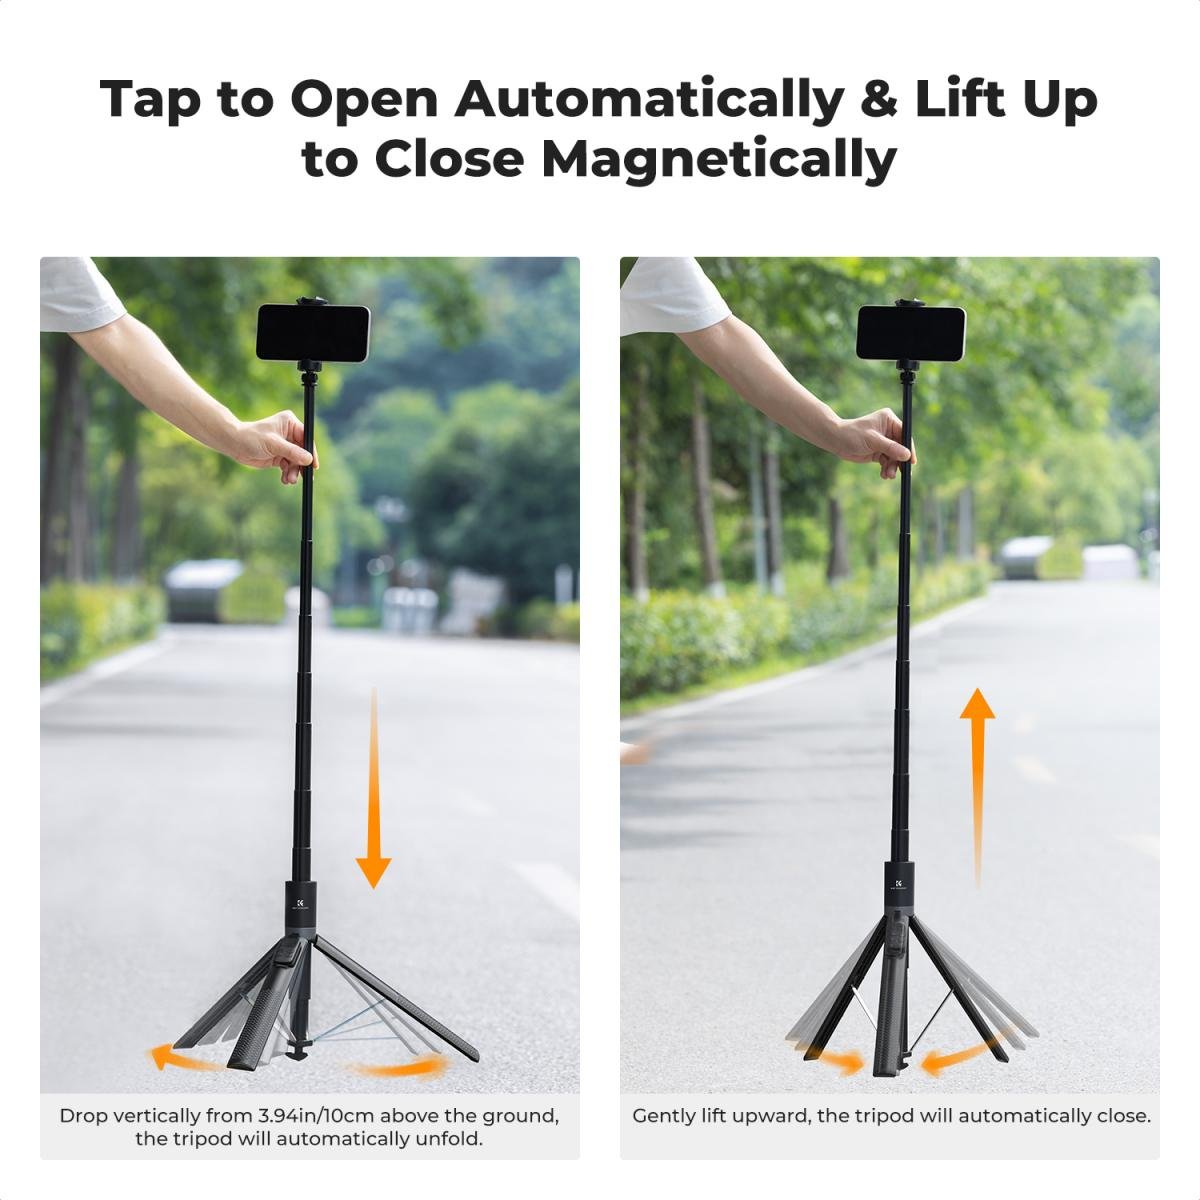 Tap to Open Automatically & Lift Up
to Close Magnetically
Drop vertically from 3.94in/10cm above the ground,
the tripod will automatically unfold.
Gently lift upward, the tripod will automatically close.